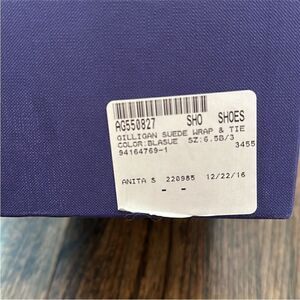 AG550827 SHO SHOES
GILLIGAN SUEDE WRAP & TIE
COLOR:BLASUE SZ:6.5B/3
94164769-1 3455
ANITA S 220985 12/22/16
- -